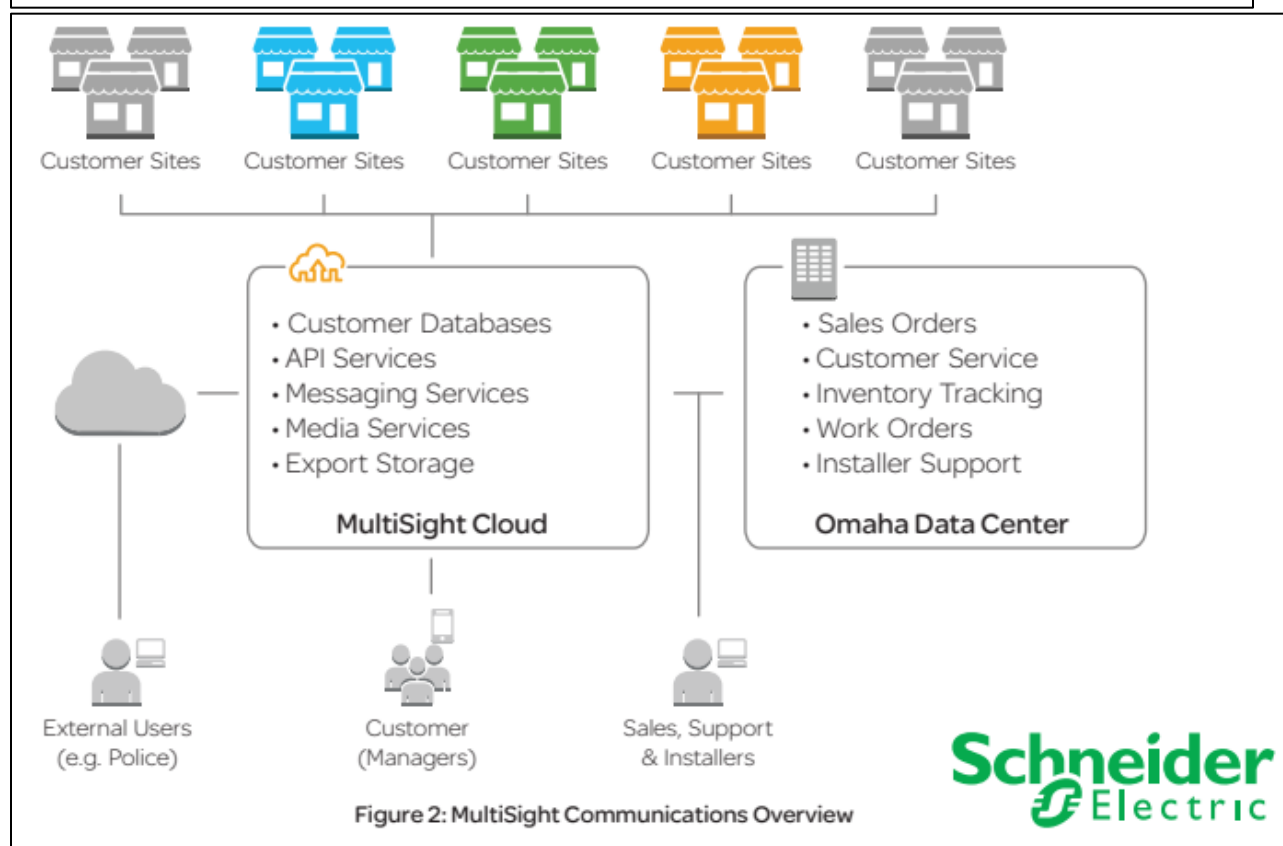 Customer Sites
Customer Sites
Customer Sites
Customer Sites
Customer Sites
• Customer Databases
• API Services
• Messaging Services
• Media Services
• Export Storage
MultiSight Cloud
• Sales Orders
• Customer Service
• Inventory Tracking
• Work Orders
• Installer Support
Omaha Data Center
External Users
(e.g. Police)
Customer
(Managers)
Sales, Support
& Installers
Schneider
Electric
Figure 2: MultiSight Communications Overview